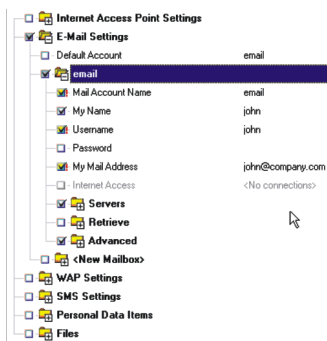 Internet Access Point Settings
E-Mail Settings
Default Account email
email
Mail Account Name email
My Name john
Username john
Password
My Mail Address john@company.com
Internet Access <No connections>
Servers
Retrieve
Advanced
<New Mailbox>
WAP Settings
SMS Settings
Personal Data Items
Files